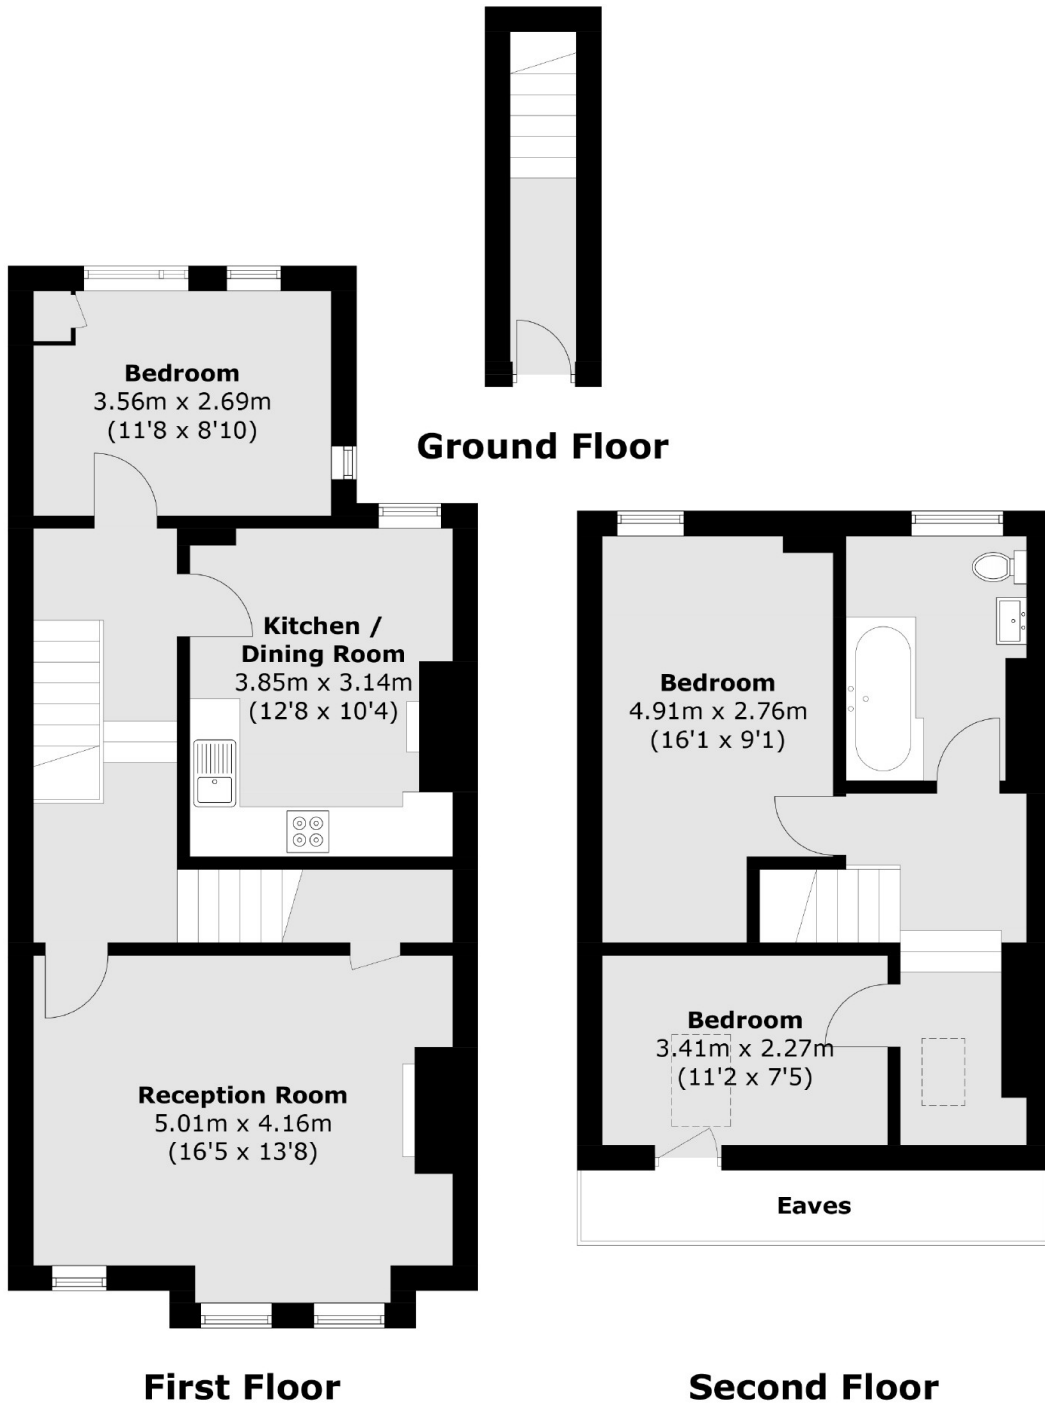 Ground Floor
Bedroom
3.56m x 2.69m
(11'8 x 8'10)
Kitchen /
Dining Room
3.85m x 3.14m
(12'8 x 10'4)
Reception Room
5.01m x 4.16m
(16'5 x 13'8)
First Floor
Bedroom
4.91m x 2.76m
(16'1 x 9'1)
Bedroom
3.41m x 2.27m
(11'2 x 7'5)
Eaves
Second Floor